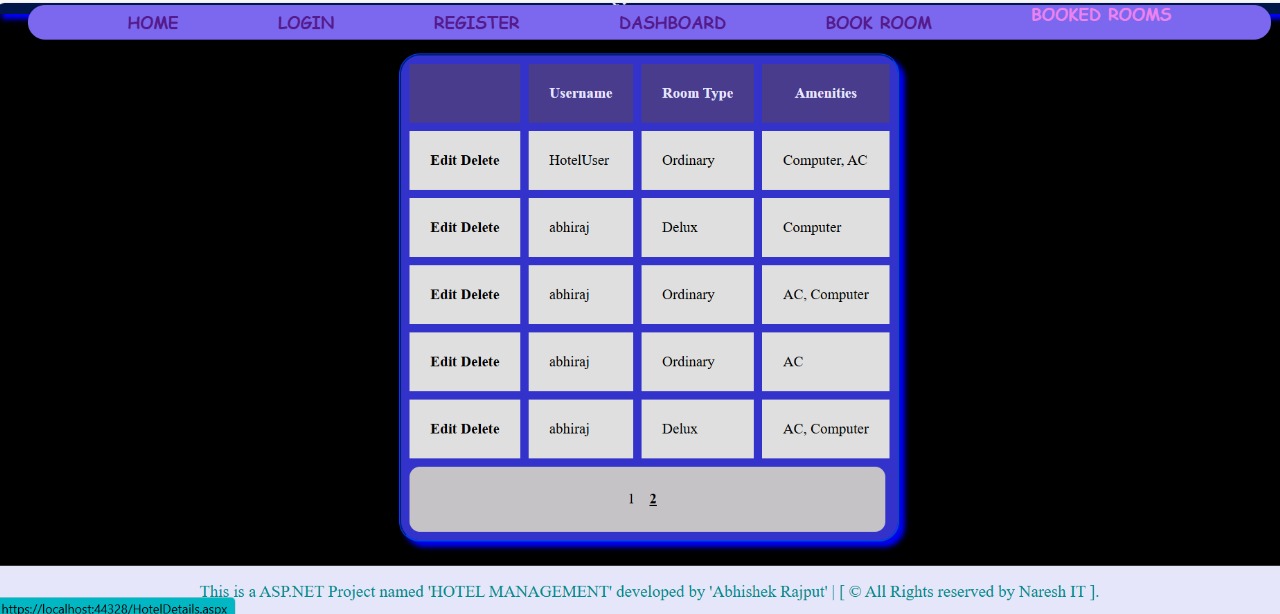 HOME LOGIN REGISTER DASHBOARD BOOK ROOM BOOKED ROOMS
Username Room Type Amenities
Edit Delete HotelUser Ordinary Computer, AC
Edit Delete abhiraj Delux Computer
Edit Delete abhiraj Ordinary AC, Computer
Edit Delete abhiraj Ordinary AC
Edit Delete abhiraj Delux AC, Computer
1 2
This is a ASP.NET Project named 'HOTEL MANAGEMENT' developed by 'Abhishek Rajput' | [ © All Rights reserved by Naresh IT ].
https://localhost:44328/HotelDetails.aspx